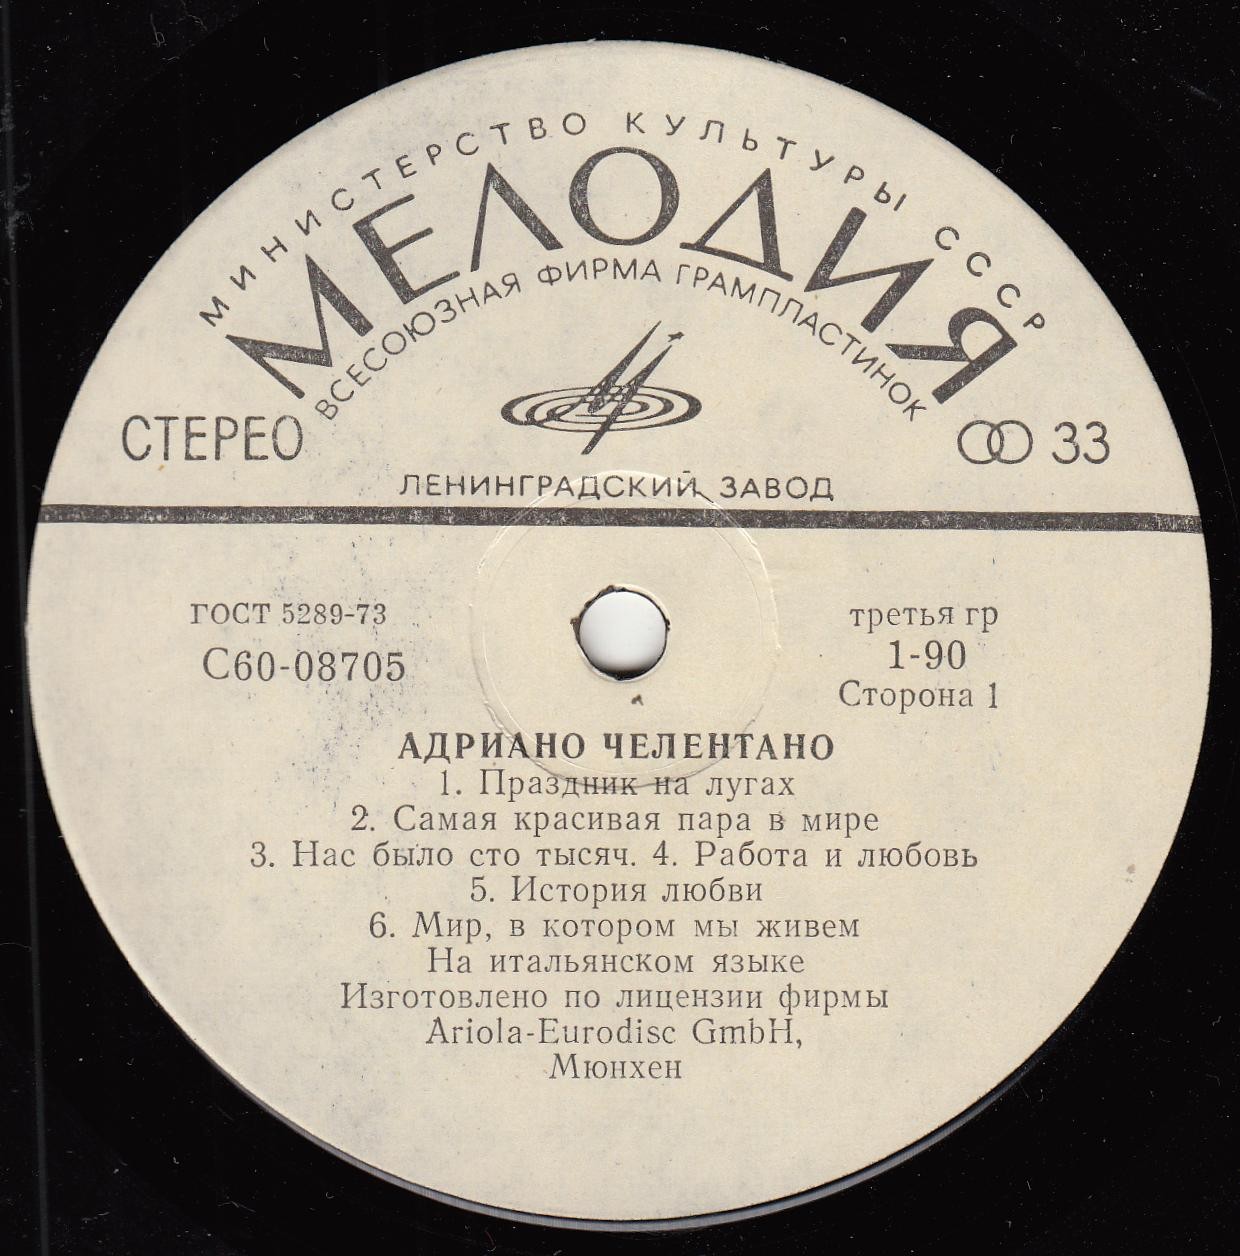 МИНИСТЕРСТВО КУЛЬТУРЫ СССР
МЕЛОДИЯ
ВСЕСОЮЗНАЯ ФИРМА ГРАМПЛАСТИНОК
СТЕРЕО
33
ЛЕНИНГРАДСКИЙ ЗАВОД
ГОСТ 5289-73
С60-08705
третья гр
1-90
Сторона 1
АДРИАНО ЧЕЛЕНТАНО
1. Праздник на лугах
2. Самая красивая пара в мире
3. Нас было сто тысяч. 4. Работа и любовь
5. История любви
6. Мир, в котором мы живем
На итальянском языке
Изготовлено по лицензии фирмы
Ariola-Eurodisc GmbH,
Мюнхен